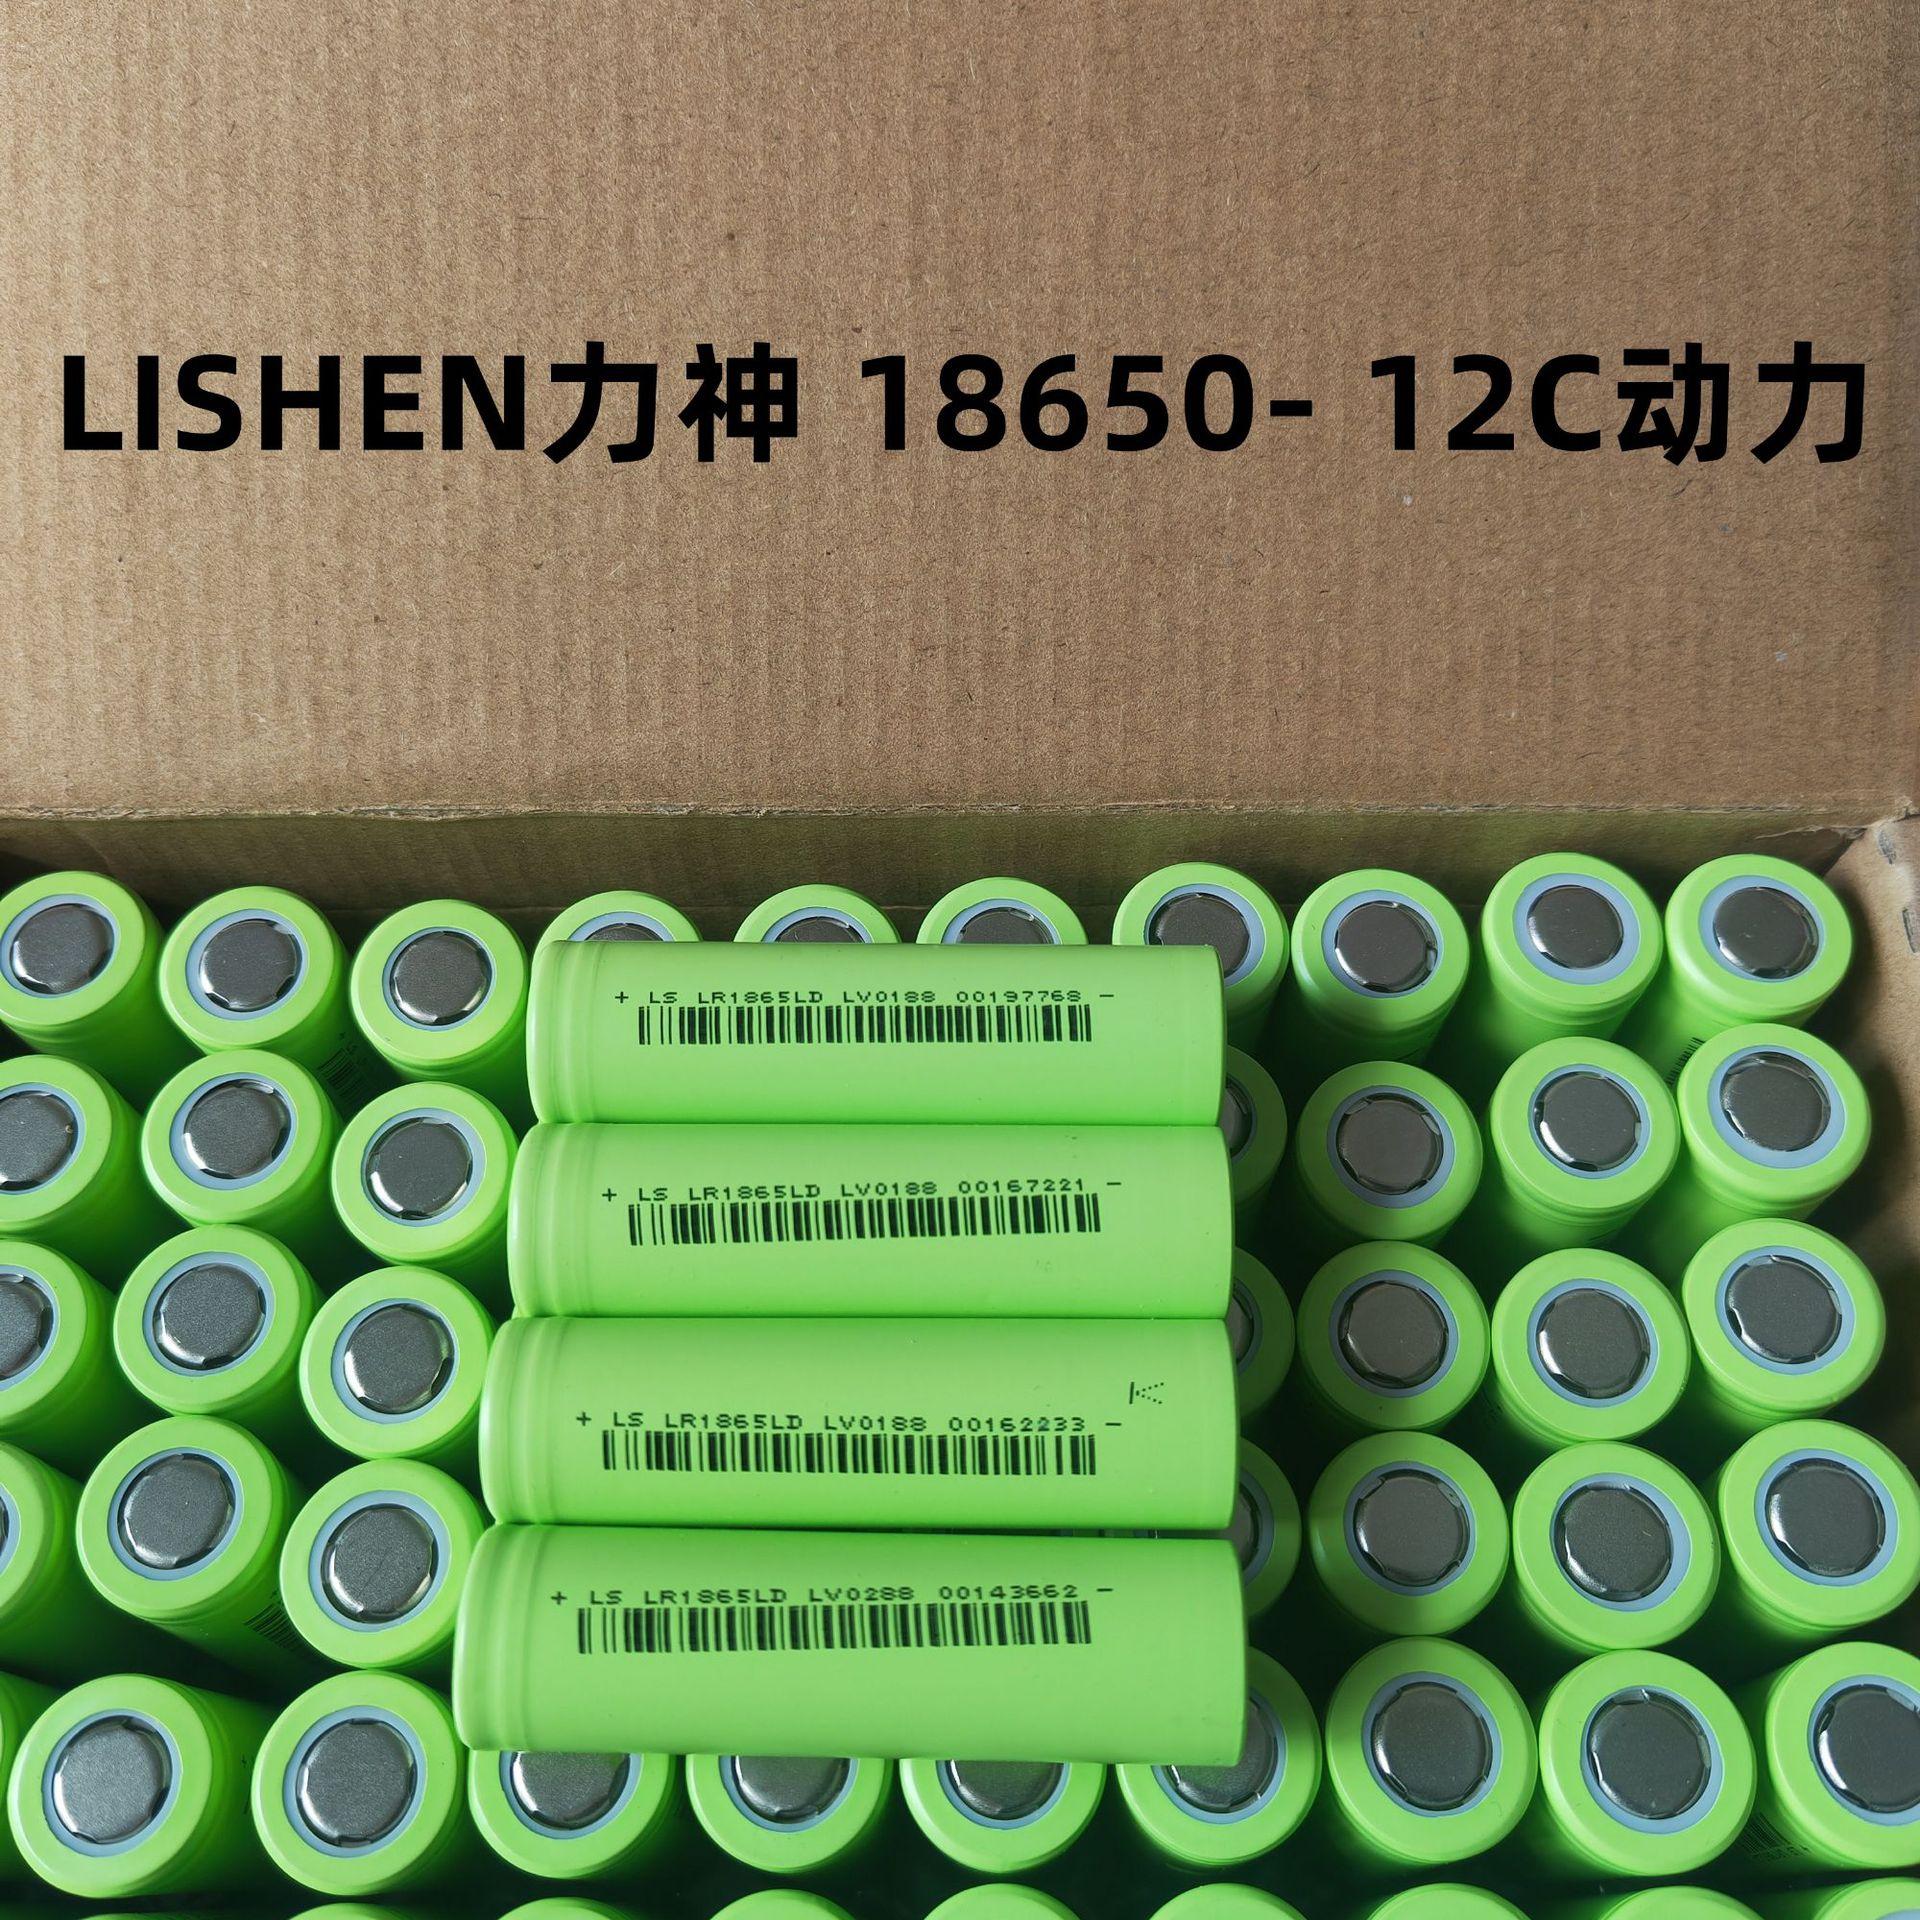 LISHEN力神 18650- 12C动力
+ LS LR1865LD LV0188 00197768 -
+ LS LR1865LD LV0188 00167221 -
K
+ LS LR1865LD LV0188 00162233 -
+ LS LR1865LD LV0288 00143662 -